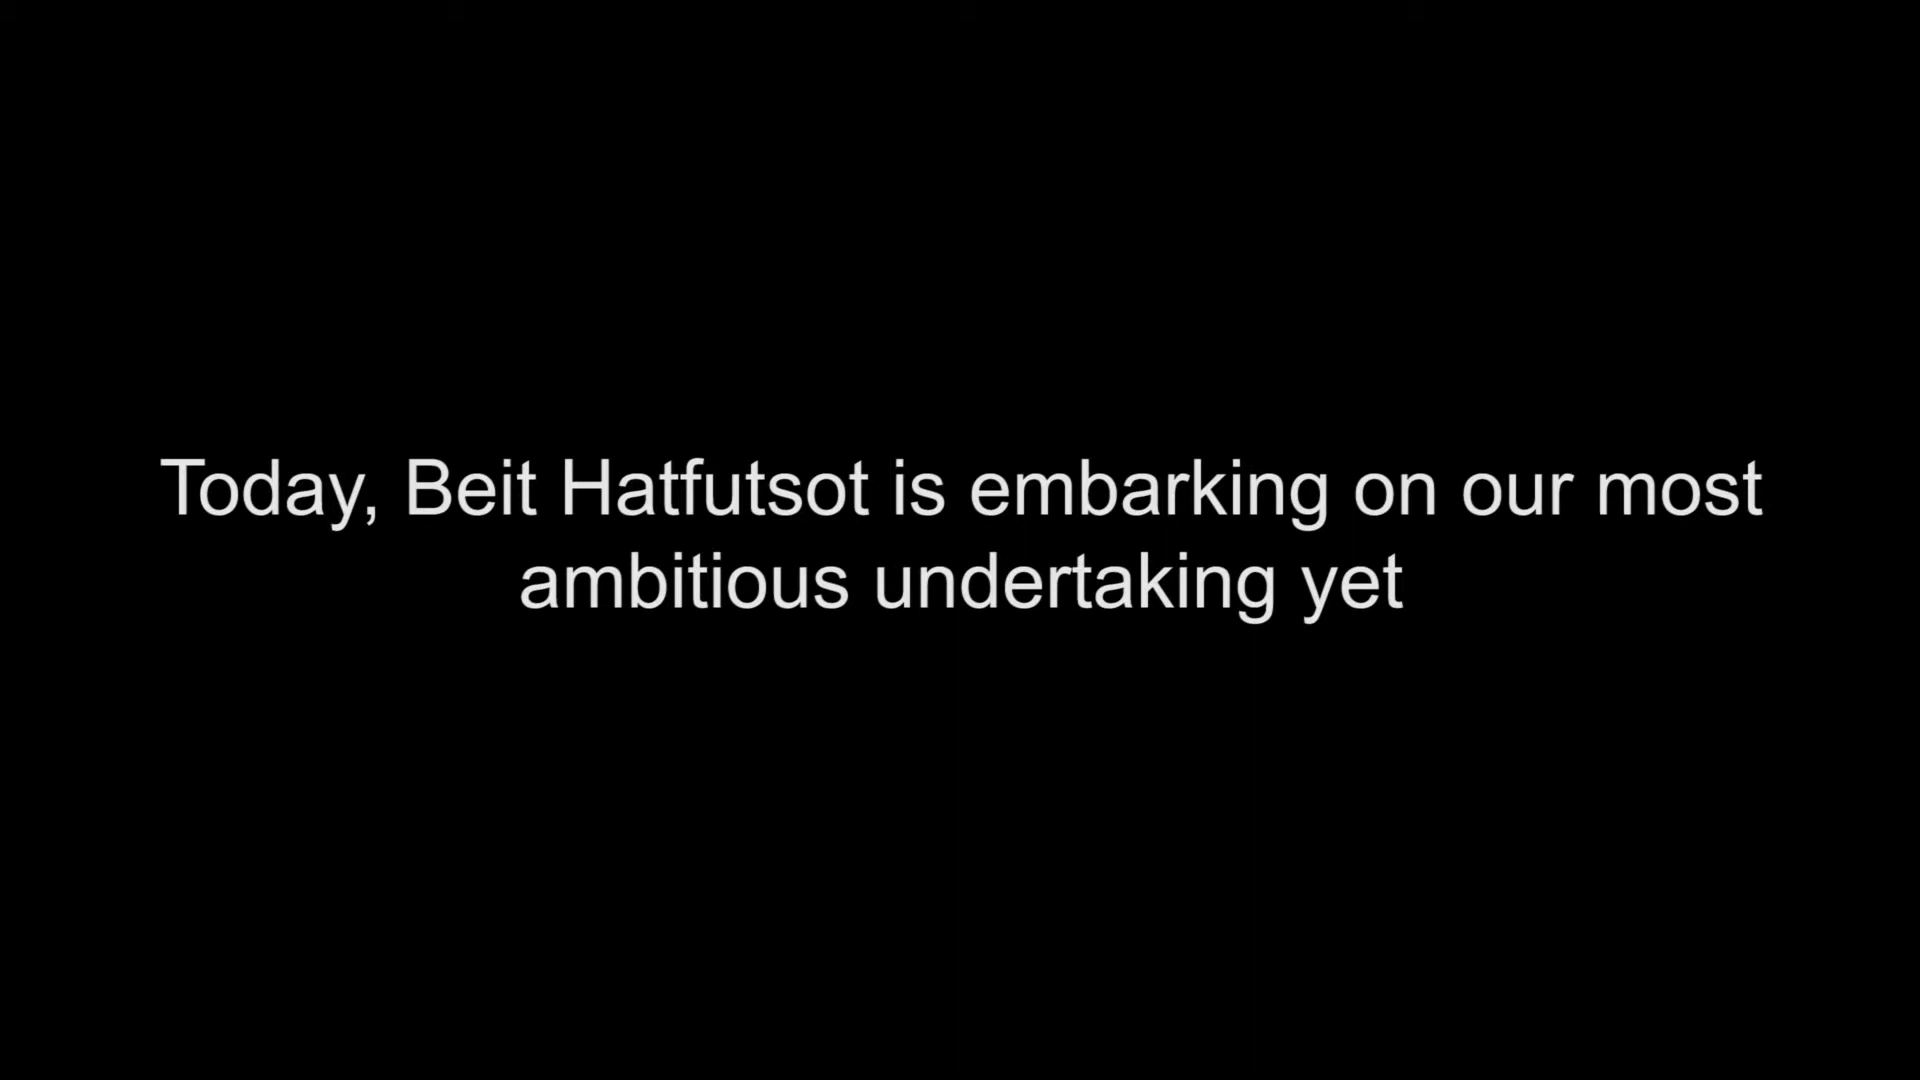 Today, Beit Hatfutsot is embarking on our most
ambitious undertaking yet